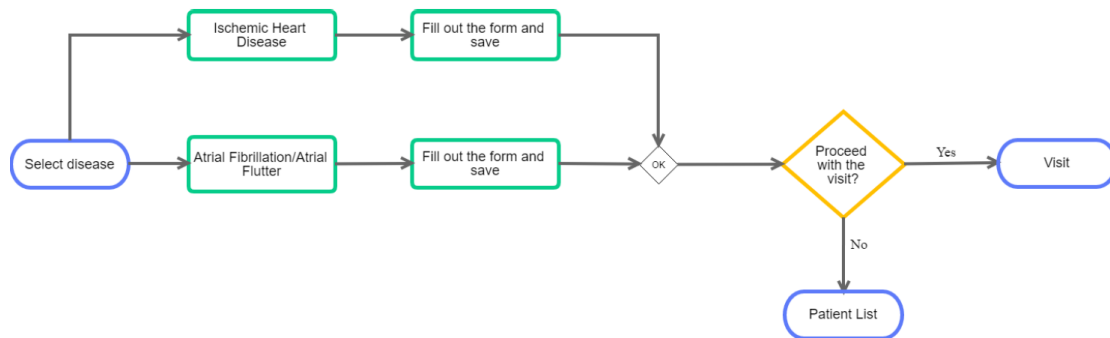 Ischemic Heart
Disease
Fill out the form and
save
Select disease
Atrial Fibrillation/Atrial
Flutter
Fill out the form and
save
OK
Proceed
with the
visit?
Yes
Visit
No
Patient List